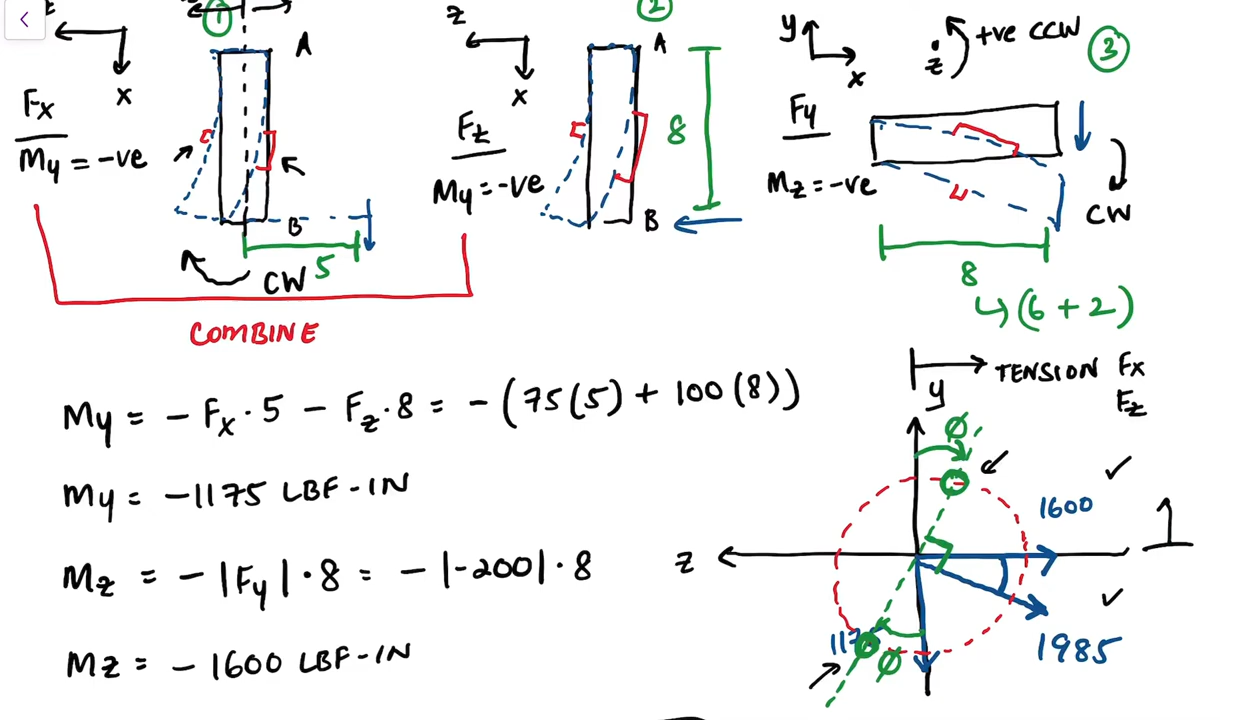 1
A
x
Fx
My = -ve
B
5
CW
COMBINE
2
z
A
x
Fz
My = -ve
8
B
y
x
z
+ve CCW
3
Fy
Mz = -ve
CW
8
↳ (6 + 2)
My = - Fx · 5 - Fz · 8 = - (75(5) + 100(8))
My = -1175 LBF-IN
Mz = - |Fy| · 8 = - |-200| · 8
Mz = - 1600 LBF-IN
TENSION Fx
Fz
y
Ø
✓
1600
z
✓
1985
Ø